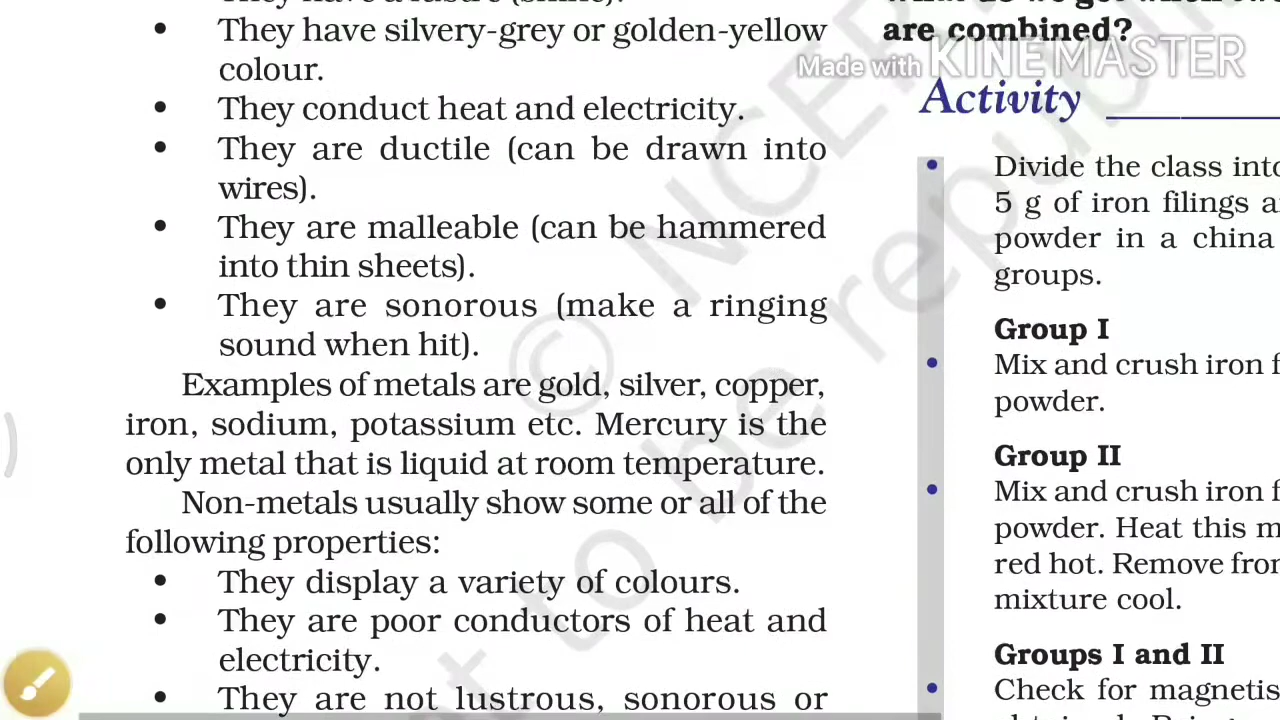 They have silvery-grey or golden-yellow
colour.
• They conduct heat and electricity.
• They are ductile (can be drawn into
wires).
• They are malleable (can be hammered
into thin sheets).
• They are sonorous (make a ringing
sound when hit).
Examples of metals are gold, silver, copper,
iron, sodium, potassium etc. Mercury is the
only metal that is liquid at room temperature.
Non-metals usually show some or all of the
following properties:
• They display a variety of colours.
• They are poor conductors of heat and
electricity.
• They are not lustrous, sonorous or
are combined?
Made with KINEMASTER
Activity
• Divide the class into
5 g of iron filings
powder in a china
groups.
Group I
• Mix and crush iron
powder.
Group II
• Mix and crush iron
powder. Heat this
red hot. Remove
mixture cool.
Groups I and II
• Check for
© NCERT
to be